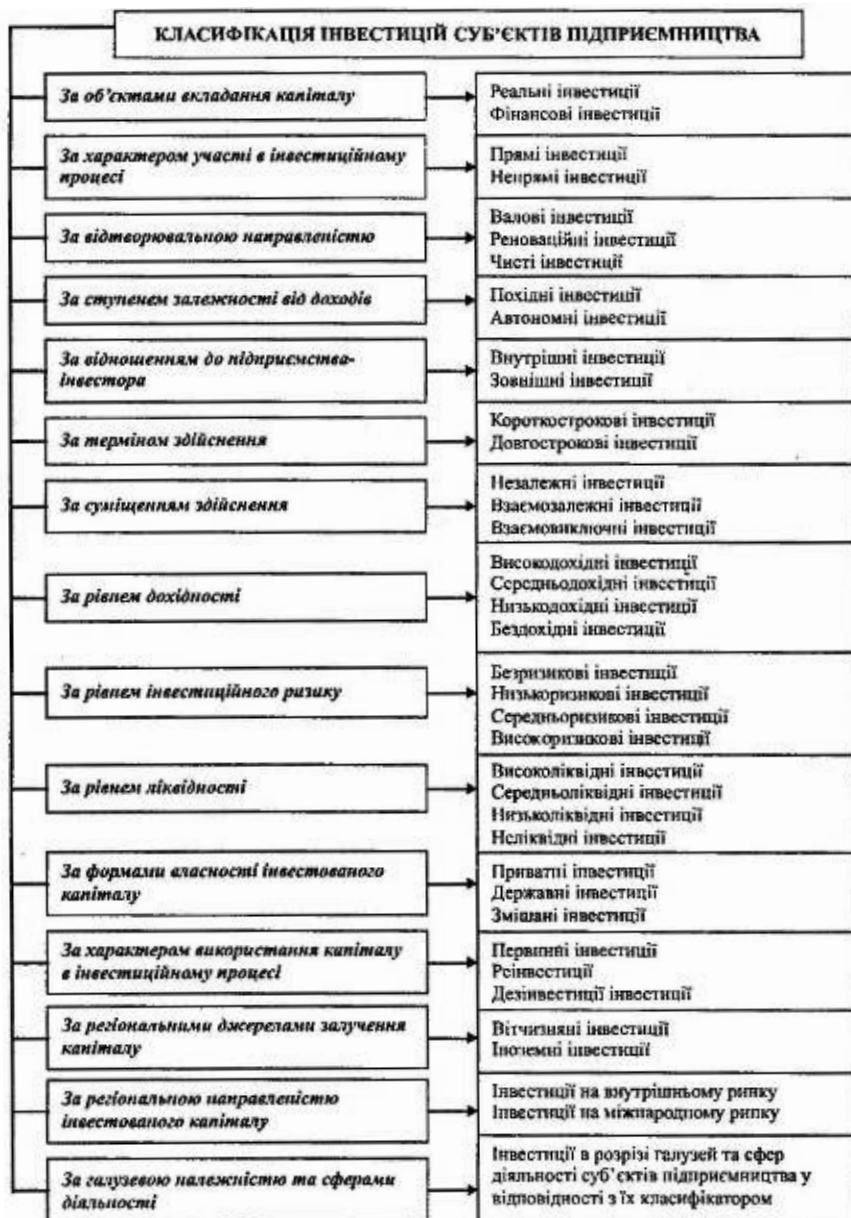 КЛАСИФІКАЦІЯ ІНВЕСТИЦІЙ СУБ'ЄКТІВ ПІДПРИЄМНИЦТВА
За об'єктами вкладання капіталу
Реальні інвестиції
Фінансові інвестиції
За характером участі в інвестиційному
процесі
Прямі інвестиції
Непрямі інвестиції
За відтворювальною направленістю
Валові інвестиції
Реноваційні інвестиції
Чисті інвестиції
За ступенем залежності від доходів
Похідні інвестиції
Автономні інвестиції
За відношенням до підприємства-
інвестора
Внутрішні інвестиції
Зовнішні інвестиції
За терміном здійснення
Короткострокові інвестиції
Довгострокові інвестиції
За суміщенням здійснення
Незалежні інвестиції
Взаємозалежні інвестиції
Взаємовиключні інвестиції
За рівнем дохідності
Високодохідні інвестиції
Середньодохідні інвестиції
Низькодохідні інвестиції
Бездохідні інвестиції
За рівнем інвестиційного ризику
Безризикові інвестиції
Низькоризикові інвестиції
Середньоризикові інвестиції
Високоризикові інвестиції
За рівнем ліквідності
Високоліквідні інвестиції
Середньоліквідні інвестиції
Низьколіквідні інвестиції
Неліквідні інвестиції
За формами власності інвестованого
капіталу
Приватні інвестиції
Державні інвестиції
Змішані інвестиції
За характером використання капіталу
в інвестиційному процесі
Первинні інвестиції
Реінвестиції
Дезінвестиції інвестиції
За регіональними джерелами залучення
капіталу
Вітчизняні інвестиції
Іноземні інвестиції
За регіональною направленістю
інвестованого капіталу
Інвестиції на внутрішньому ринку
Інвестиції на міжнародному ринку
За галузевою належністю та сферами
діяльності
Інвестиції в розрізі галузей та сфер
діяльності суб'єктів підприємництва у
відповідності з їх класифікатором